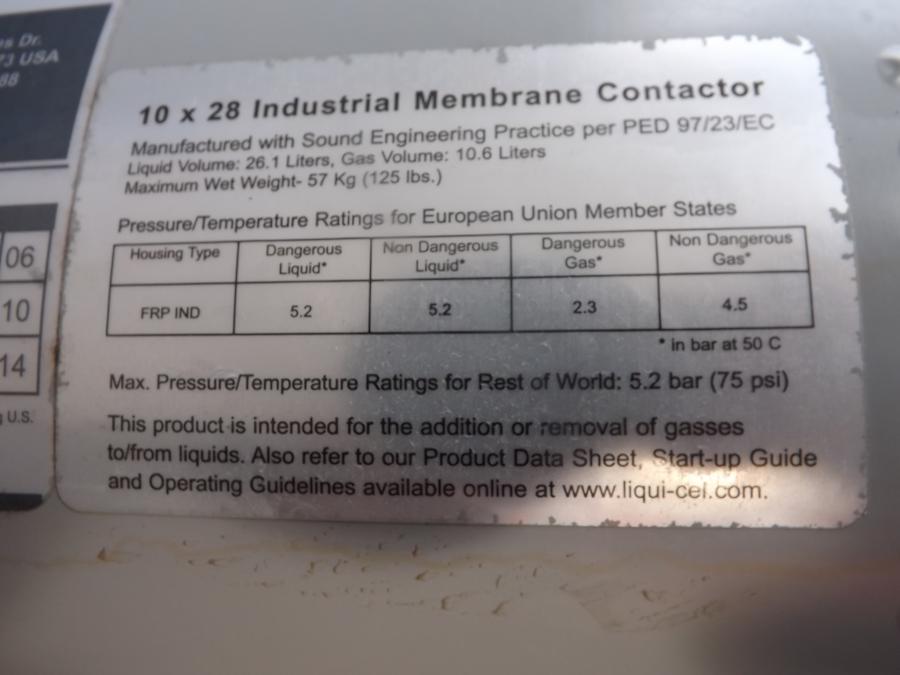 s Dr.
73 USA
88
06
10
14
U.S.
10 x 28 Industrial Membrane Contactor
Manufactured with Sound Engineering Practice per PED 97/23/EC
Liquid Volume: 26.1 Liters, Gas Volume: 10.6 Liters
Maximum Wet Weight- 57 Kg (125 lbs.)
Pressure/Temperature Ratings for European Union Member States
Housing Type Dangerous Liquid* Non Dangerous Liquid* Dangerous Gas* Non Dangerous Gas*
FRP IND 5.2 5.2 2.3 4.5
* in bar at 50 C
Max. Pressure/Temperature Ratings for Rest of World: 5.2 bar (75 psi)
This product is intended for the addition or removal of gasses
to/from liquids. Also refer to our Product Data Sheet, Start-up Guide
and Operating Guidelines available online at www.liqui-cel.com.